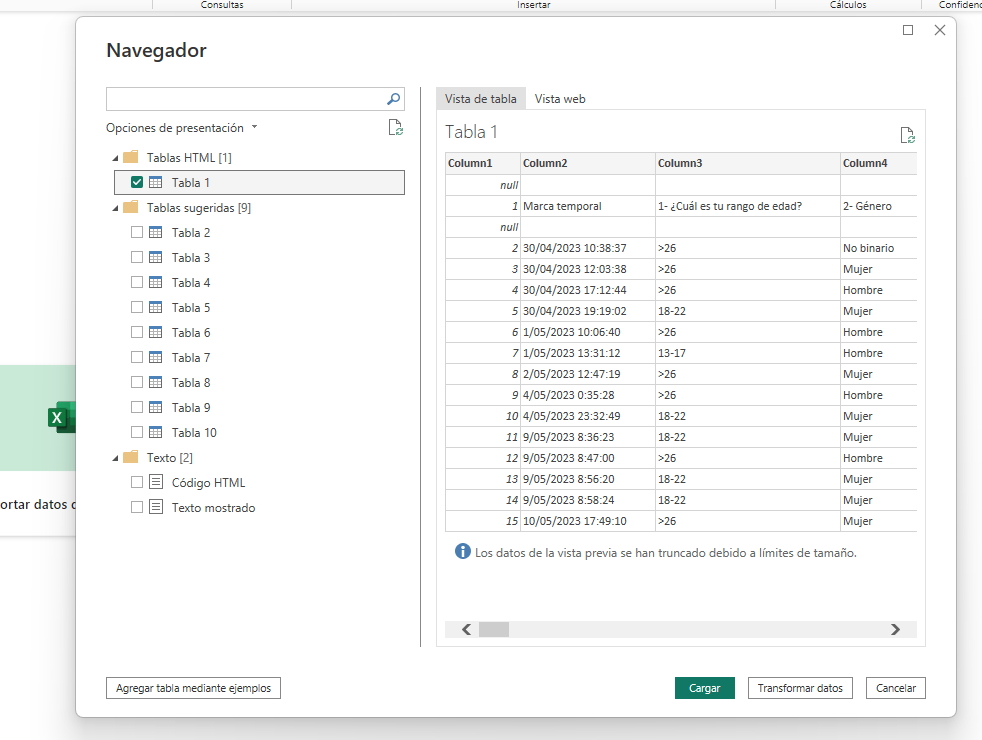 Consultas Insertar Cálculos Confidenc
Navegador
Opciones de presentación
Tablas HTML [1]
Tabla 1
Tablas sugeridas [9]
Tabla 2
Tabla 3
Tabla 4
Tabla 5
Tabla 6
Tabla 7
Tabla 8
Tabla 9
Tabla 10
Texto [2]
Código HTML
Texto mostrado
X
ortar datos d
Vista de tabla Vista web
Tabla 1
Column1 Column2 Column3 Column4
null
1 Marca temporal 1- ¿Cuál es tu rango de edad? 2- Género
null
2 30/04/2023 10:38:37 >26 No binario
3 30/04/2023 12:03:38 >26 Mujer
4 30/04/2023 17:12:44 >26 Hombre
5 30/04/2023 19:19:02 18-22 Mujer
6 1/05/2023 10:06:40 >26 Hombre
7 1/05/2023 13:31:12 13-17 Hombre
8 2/05/2023 12:47:19 >26 Mujer
9 4/05/2023 0:35:28 >26 Hombre
10 4/05/2023 23:32:49 18-22 Mujer
11 9/05/2023 8:36:23 18-22 Mujer
12 9/05/2023 8:47:00 >26 Hombre
13 9/05/2023 8:56:20 18-22 Mujer
14 9/05/2023 8:58:24 18-22 Mujer
15 10/05/2023 17:49:10 >26 Mujer
Los datos de la vista previa se han truncado debido a límites de tamaño.
Agregar tabla mediante ejemplos Cargar Transformar datos Cancelar